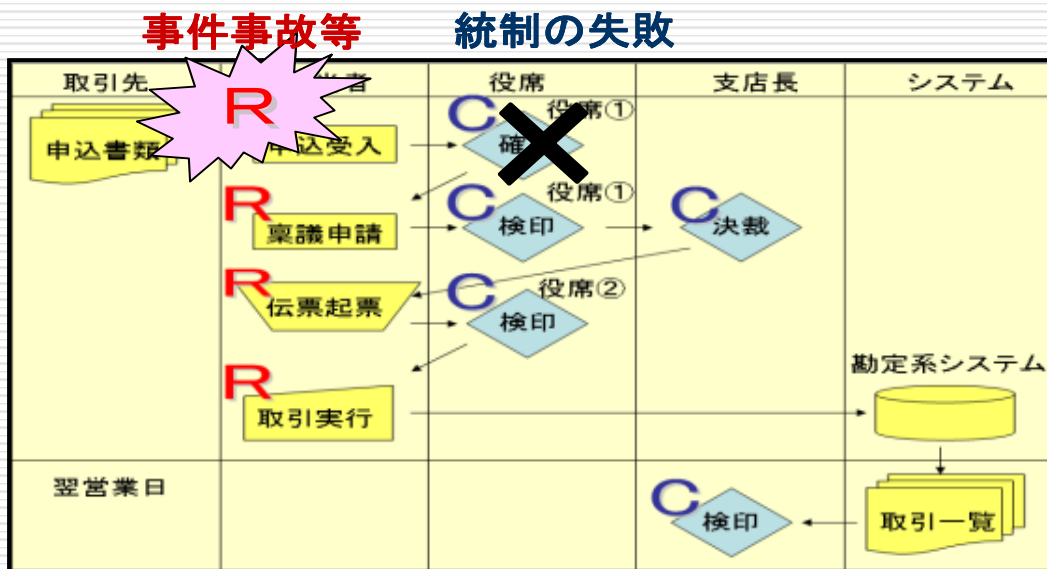 事件事故等 統制の失敗
取引先 者 役席 支店長 システム
R
C 役席①
申込書類 申込受入 確
R C 役席① C
稟議申請 検印 決裁
R C 役席②
伝票起票 検印
R 勘定系システム
取引実行
翌営業日 C
検印 取引一覧